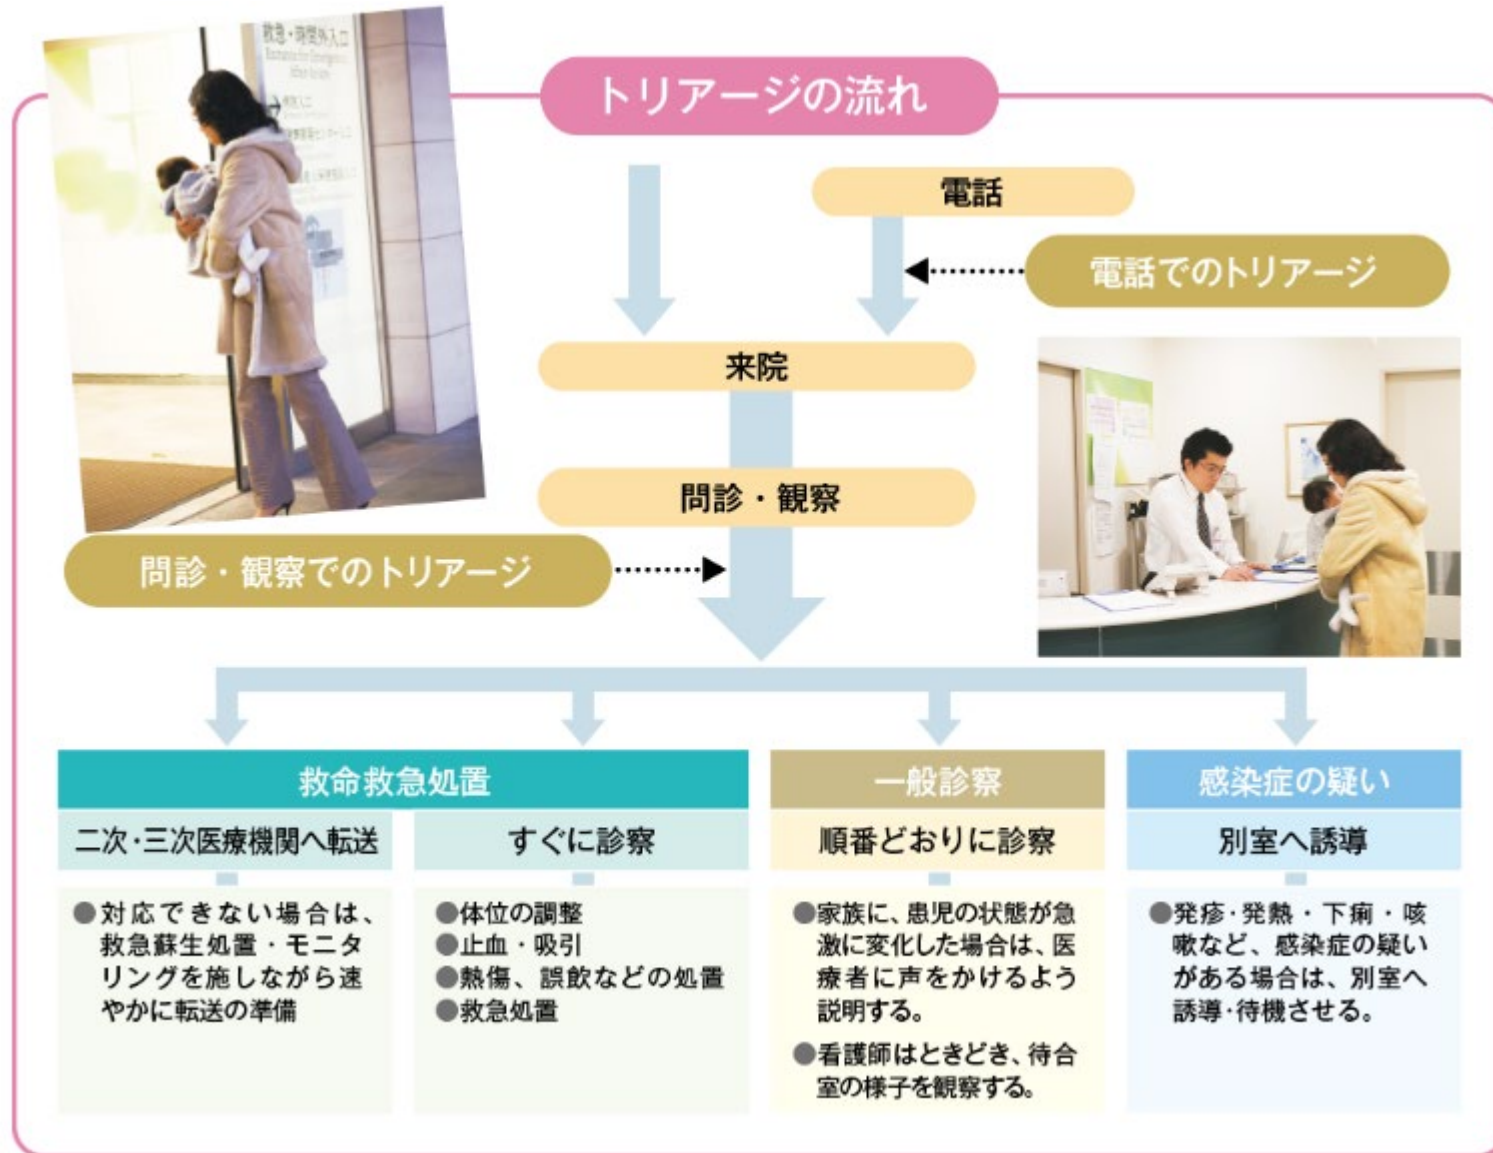 救急・時間外入口
トリアージの流れ
電話
電話でのトリアージ
来院
問診・観察
問診・観察でのトリアージ
救命救急処置
二次・三次医療機関へ転送
●対応できない場合は、
救急蘇生処置・モニタ
リングを施しながら速
やかに転送の準備
すぐに診察
●体位の調整
●止血・吸引
●熱傷、誤飲などの処置
●救急処置
一般診察
順番どおりに診察
●家族に、患児の状態が急
激に変化した場合は、医
療者に声をかけるよう
説明する。
●看護師はときどき、待合
室の様子を観察する。
感染症の疑い
別室へ誘導
●発疹・発熱・下痢・咳
嗽など、感染症の疑い
がある場合は、別室へ
誘導・待機させる。